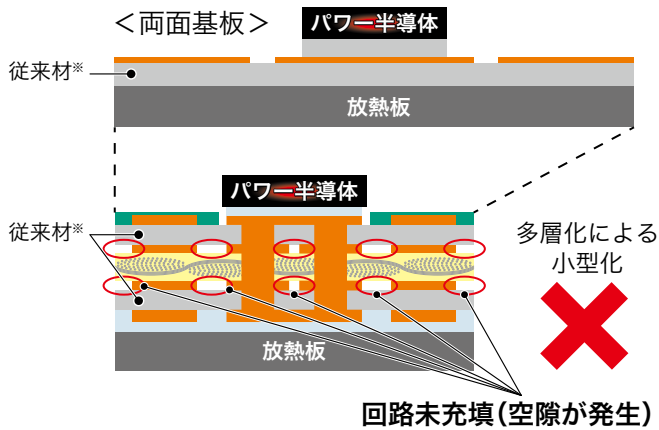 ＜両面基板＞
パワー半導体
従来材※
放熱板
パワー半導体
従来材※
多層化による
小型化
放熱板
回路未充填（空隙が発生）